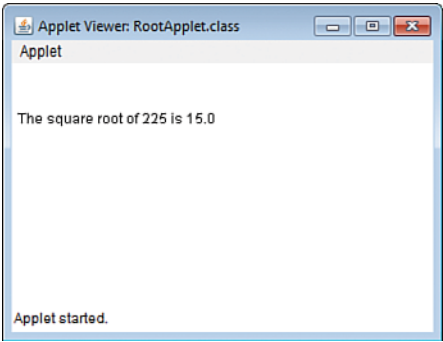 Applet Viewer: RootApplet.class
Applet
The square root of 225 is 15.0
Applet started.